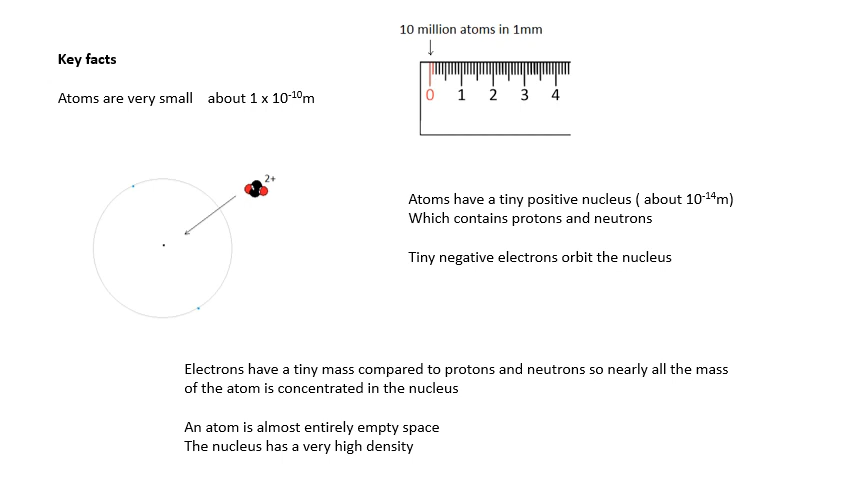 10 million atoms in 1mm
Key facts
Atoms are very small about 1 x 10⁻¹⁰m
0 1 2 3 4
2+
Atoms have a tiny positive nucleus ( about 10⁻¹⁴m)
Which contains protons and neutrons
Tiny negative electrons orbit the nucleus
Electrons have a tiny mass compared to protons and neutrons so nearly all the mass
of the atom is concentrated in the nucleus
An atom is almost entirely empty space
The nucleus has a very high density